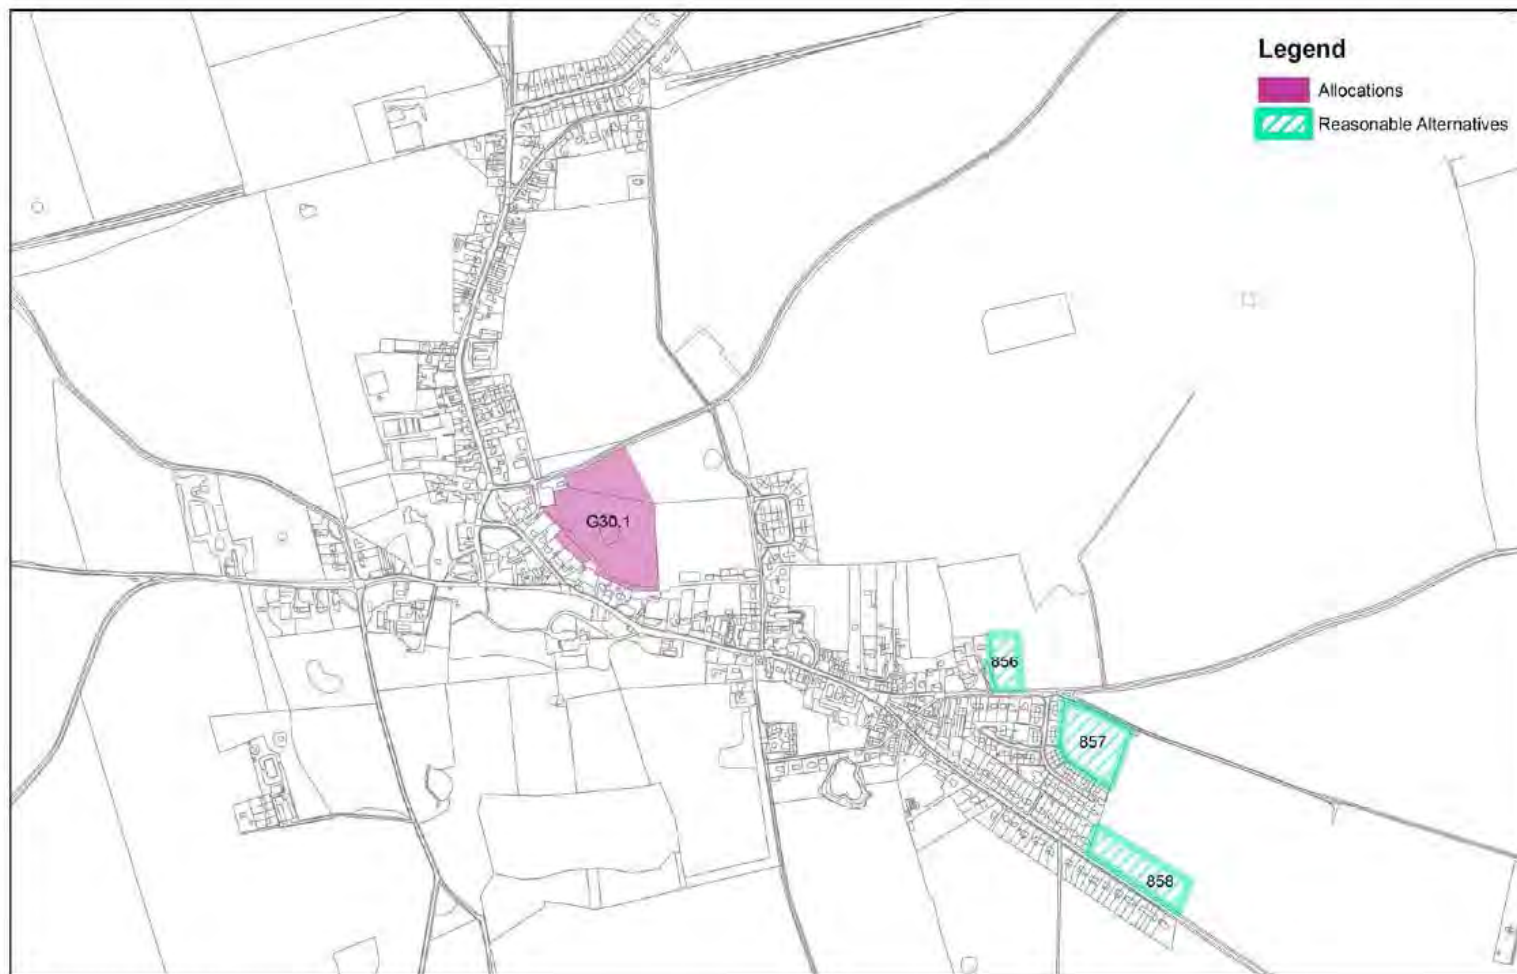 Legend
Allocations
Reasonable Alternatives
G30.1
856
857
858